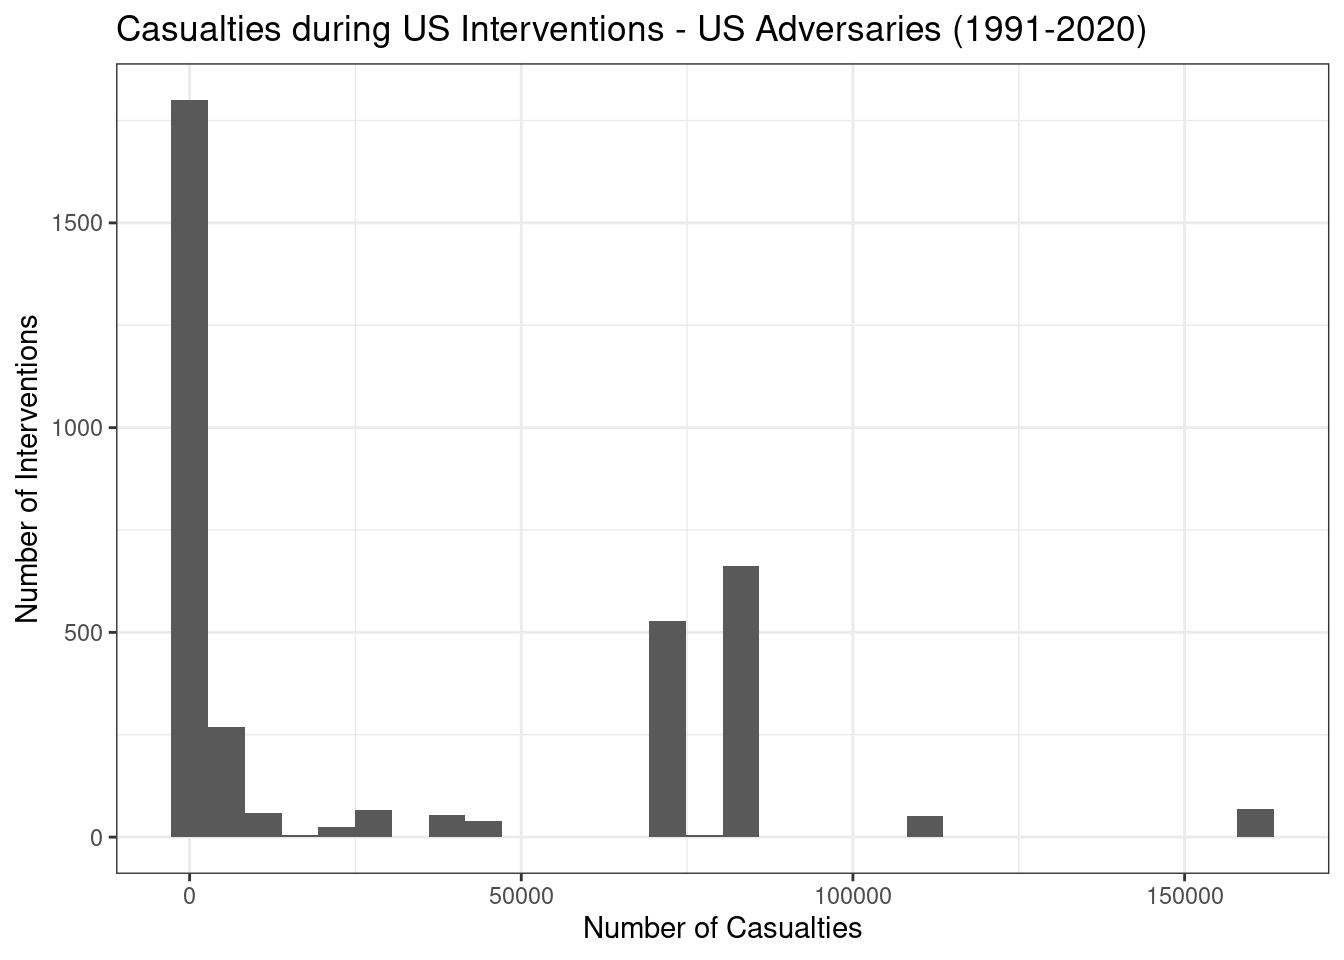 Casualties during US Interventions - US Adversaries (1991-2020)
1500
1000
500
0
Number of Interventions
0 50000 100000 150000
Number of Casualties